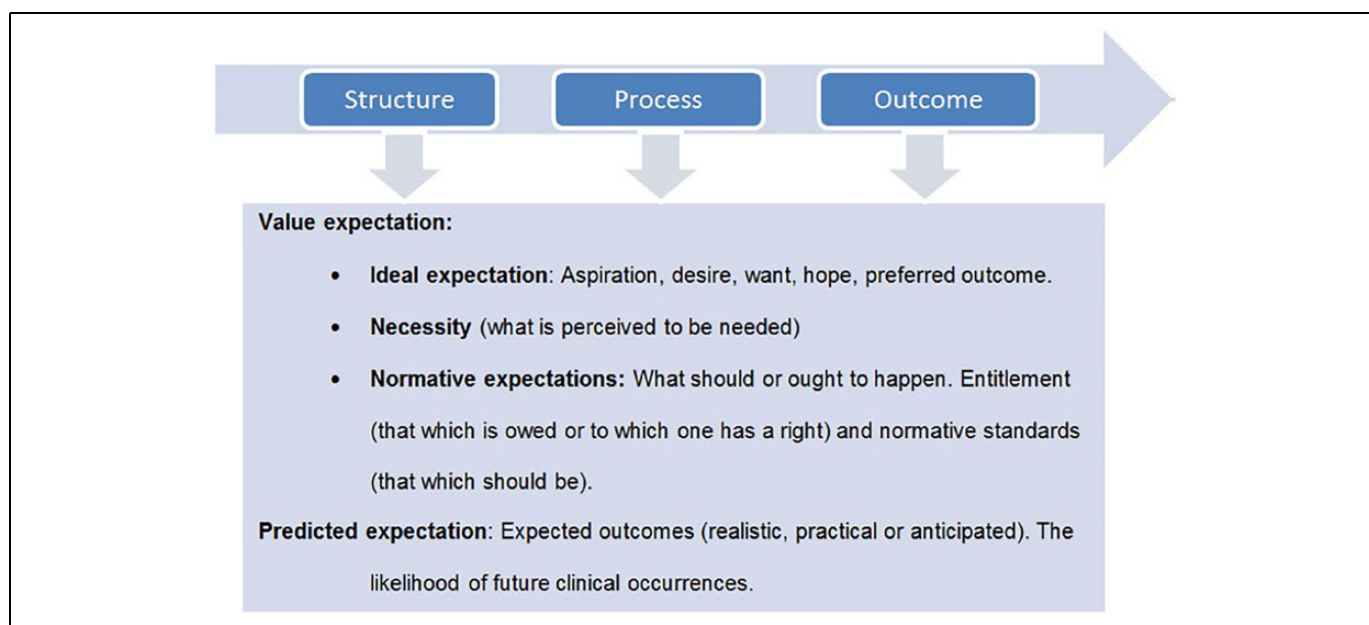 Structure
Process
Outcome
Value expectation:
• Ideal expectation: Aspiration, desire, want, hope, preferred outcome.
• Necessity (what is perceived to be needed)
• Normative expectations: What should or ought to happen. Entitlement
(that which is owed or to which one has a right) and normative standards
(that which should be).
Predicted expectation: Expected outcomes (realistic, practical or anticipated). The
likelihood of future clinical occurrences.